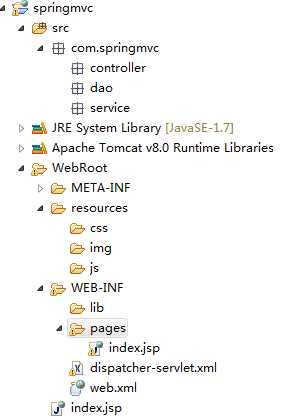 springmvc
src
com.springmvc
controller
dao
service
JRE System Library [JavaSE-1.7]
Apache Tomcat v8.0 Runtime Libraries
WebRoot
META-INF
resources
css
img
js
WEB-INF
lib
pages
index.jsp
dispatcher-servlet.xml
web.xml
index.jsp